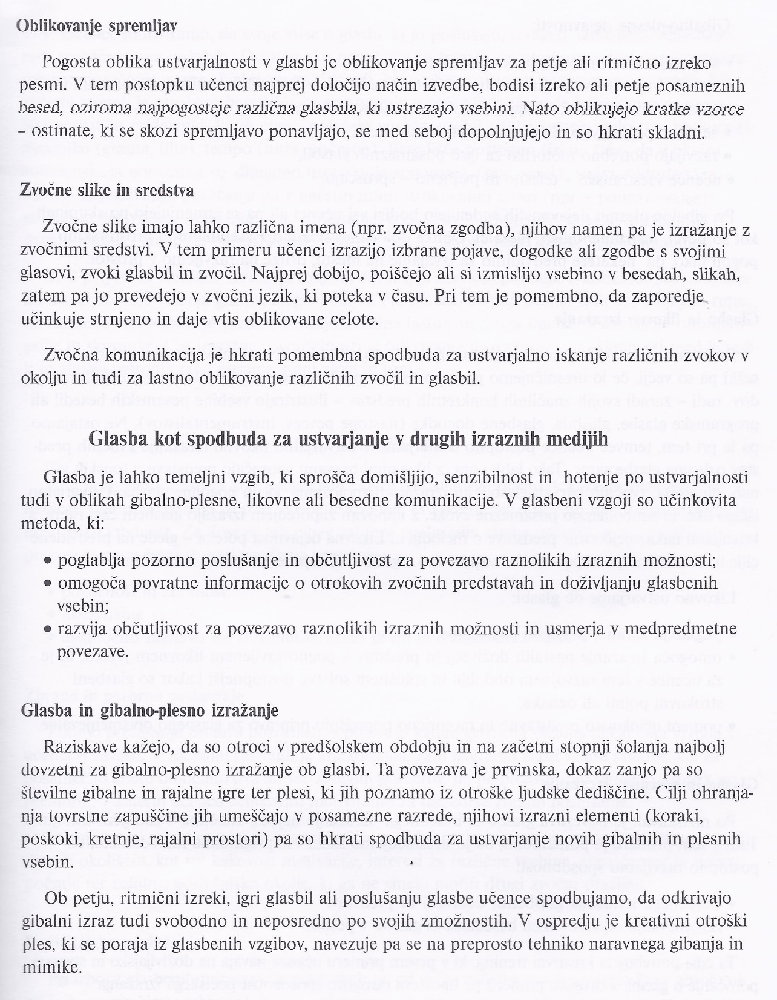 Oblikovanje spremljav
Pogosta oblika ustvarjalnosti v glasbi je oblikovanje spremljav za petje ali ritmično izreko
pesmi. V tem postopku učenci najprej določijo način izvedbe, bodisi izreko ali petje posameznih
besed, oziroma najpogosteje različna glasbila, ki ustrezajo vsebini. Nato oblikujejo kratke vzorce
– ostinate, ki se skozi spremljavo ponavljajo, se med seboj dopolnjujejo in so hkrati skladni.
Zvočne slike in sredstva
Zvočne slike imajo lahko različna imena (npr. zvočna zgodba), njihov namen pa je izražanje z
zvočnimi sredstvi. V tem primeru učenci izrazijo izbrane pojave, dogodke ali zgodbe s svojimi
glasovi, zvoki glasbil in zvočil. Najprej dobijo, poiščejo ali si izmislijo vsebino v besedah, slikah,
zatem pa jo prevedejo v zvočni jezik, ki poteka v času. Pri tem je pomembno, da zaporedje
učinkuje strnjeno in daje vtis oblikovane celote.
Zvočna komunikacija je hkrati pomembna spodbuda za ustvarjalno iskanje različnih zvokov v
okolju in tudi za lastno oblikovanje različnih zvočil in glasbil.
Glasba kot spodbuda za ustvarjanje v drugih izraznih medijih
Glasba je lahko temeljni vzgib, ki sprošča domišljijo, senzibilnost in hotenje po ustvarjalnosti
tudi v oblikah gibalno-plesne, likovne ali besedne komunikacije. V glasbeni vzgoji so učinkovita
metoda, ki:
• poglablja pozorno poslušanje in občutljivost za povezavo raznolikih izraznih možnosti;
• omogoča povratne informacije o otrokovih zvočnih predstavah in doživljanju glasbenih
vsebin;
• razvija občutljivost za povezavo raznolikih izraznih možnosti in usmerja v medpredmetne
povezave.
Glasba in gibalno-plesno izražanje
Raziskave kažejo, da so otroci v predšolskem obdobju in na začetni stopnji šolanja najbolj
dovzetni za gibalno-plesno izražanje ob glasbi. Ta povezava je prvinska, dokaz zanjo pa so
številne gibalne in rajalne igre ter plesi, ki jih poznamo iz otroške ljudske dediščine. Cilji ohranja-
nja tovrstne zapuščine jih umeščajo v posamezne razrede, njihovi izrazni elementi (koraki,
poskoki, kretnje, rajalni prostori) pa so hkrati spodbuda za ustvarjanje novih gibalnih in plesnih
vsebin.
Ob petju, ritmični izreki, igri glasbil ali poslušanju glasbe učence spodbujamo, da odkrivajo
gibalni izraz tudi svobodno in neposredno po svojih zmožnostih. V ospredju je kreativni otroški
ples, ki se poraja iz glasbenih vzgibov, navezuje pa se na preprosto tehniko naravnega gibanja in
mimike.